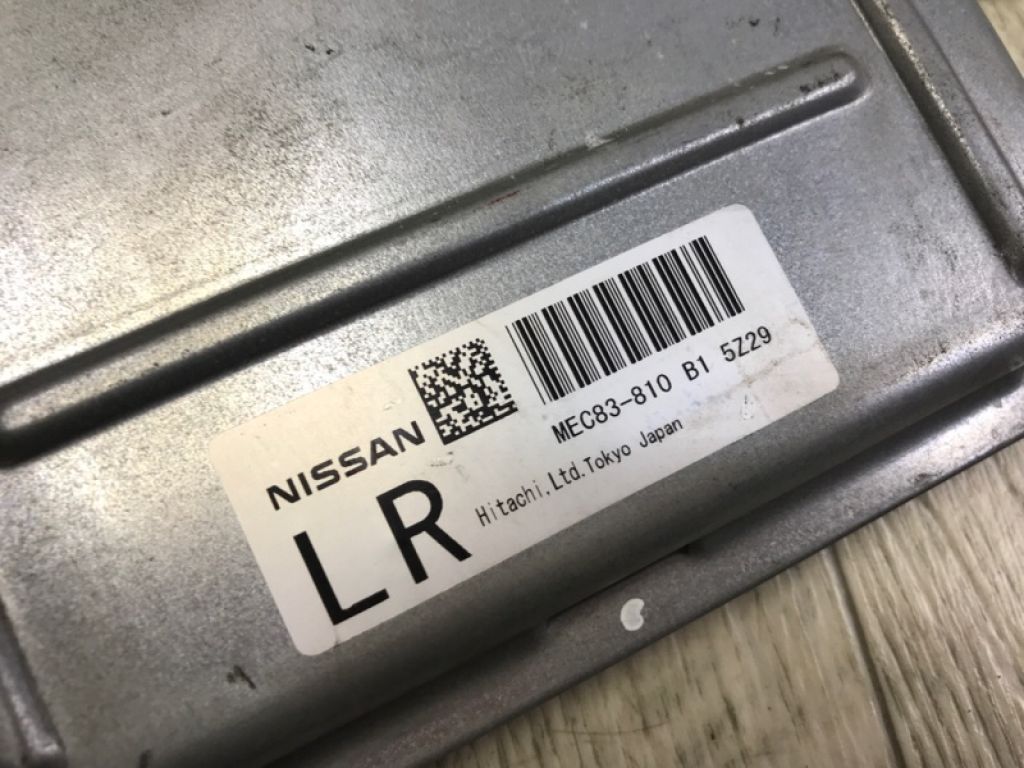 NISSAN
MEC83-810 B1 5Z29
LR
Hitachi,Ltd.Tokyo Japan